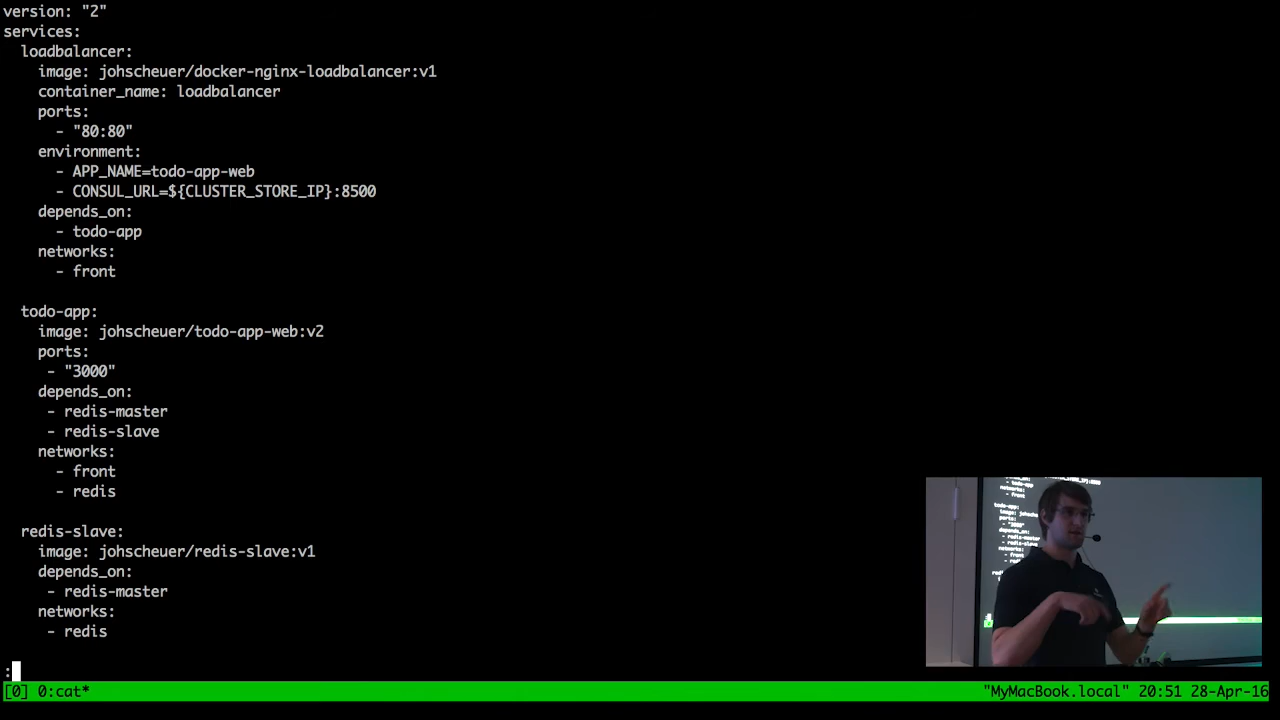 version: "2"
services:
  loadbalancer:
    image: johscheuer/docker-nginx-loadbalancer:v1
    container_name: loadbalancer
    ports:
      - "80:80"
    environment:
      - APP_NAME=todo-app-web
      - CONSUL_URL=${CLUSTER_STORE_IP}:8500
    depends_on:
      - todo-app
    networks:
      - front

  todo-app:
    image: johscheuer/todo-app-web:v2
    ports:
     - "3000"
    depends_on:
     - redis-master
     - redis-slave
    networks:
      - front
      - redis

  redis-slave:
    image: johscheuer/redis-slave:v1
    depends_on:
     - redis-master
    networks:
     - redis

:
[0] 0:cat* "MyMacBook.local" 20:51 28-Apr-16